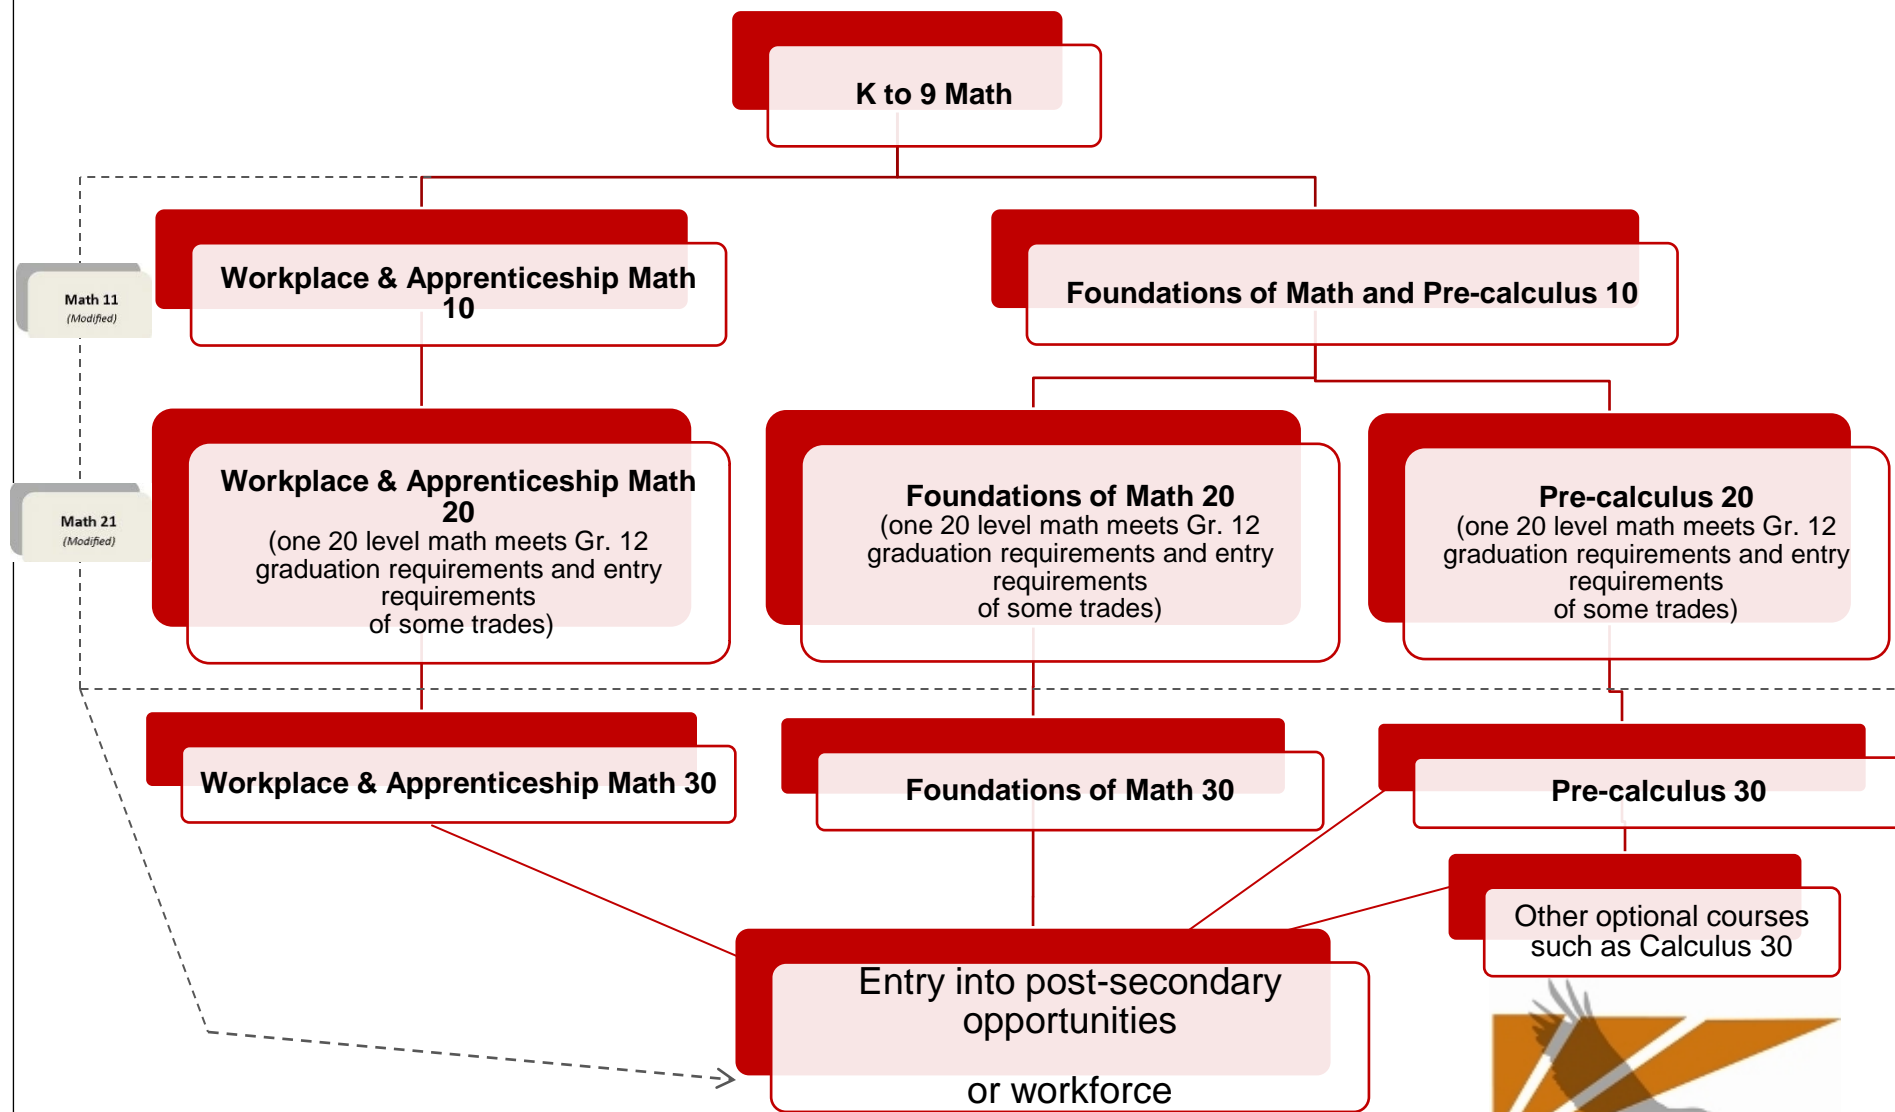 K to 9 Math
Workplace & Apprenticeship Math
10
Foundations of Math and Pre-calculus 10
Math 11
(Modified)
Workplace & Apprenticeship Math
20
(one 20 level math meets Gr. 12
graduation requirements and entry
requirements
of some trades)
Foundations of Math 20
(one 20 level math meets Gr. 12
graduation requirements and entry
requirements
of some trades)
Pre-calculus 20
(one 20 level math meets Gr. 12
graduation requirements and entry
requirements
of some trades)
Math 21
(Modified)
Workplace & Apprenticeship Math 30
Foundations of Math 30
Pre-calculus 30
Other optional courses
such as Calculus 30
Entry into post-secondary
opportunities
or workforce